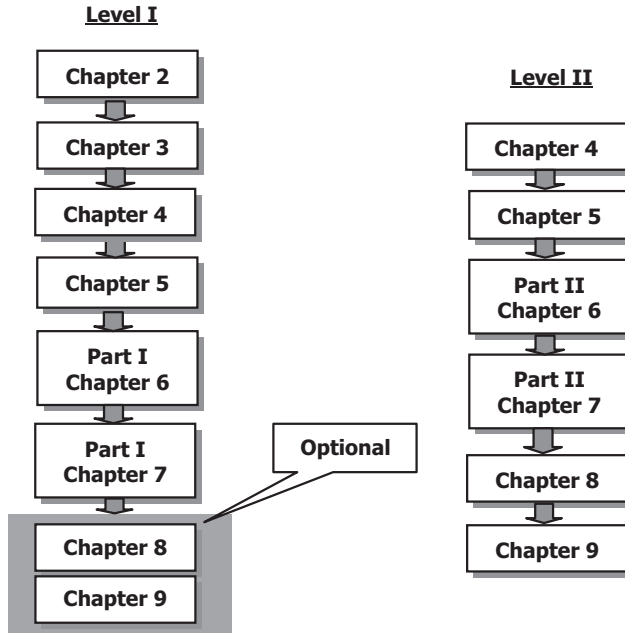 Level I
Chapter 2
Chapter 3
Chapter 4
Chapter 5
Part I
Chapter 6
Part I
Chapter 7
Optional
Chapter 8
Chapter 9
Level II
Chapter 4
Chapter 5
Part II
Chapter 6
Part II
Chapter 7
Chapter 8
Chapter 9